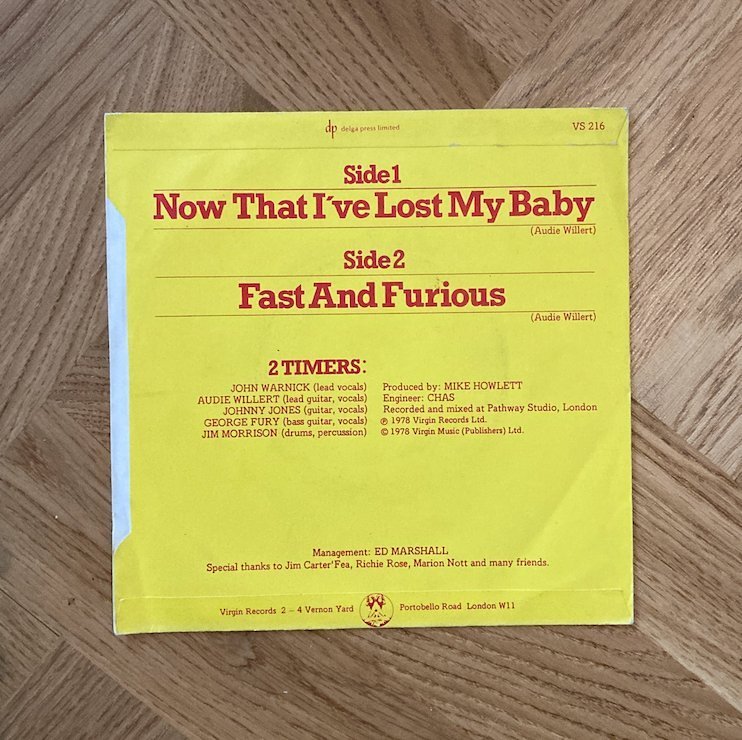 dp delga press limited
VS 216
Side 1
Now That I´ve Lost My Baby
(Audie Willert)
Side 2
Fast And Furious
(Audie Willert)
2 TIMERS:
JOHN WARNICK (lead vocals)
AUDIE WILLERT (lead guitar, vocals)
JOHNNY JONES (guitar, vocals)
GEORGE FURY (bass guitar, vocals)
JIM MORRISON (drums, percussion)
Produced by: MIKE HOWLETT
Engineer: CHAS
Recorded and mixed at Pathway Studio, London
℗ 1978 Virgin Records Ltd.
© 1978 Virgin Music (Publishers) Ltd.
Management: ED MARSHALL
Special thanks to Jim Carter'Fea, Richie Rose, Marion Nott and many friends.
Virgin Records 2 – 4 Vernon Yard Portobello Road London W11